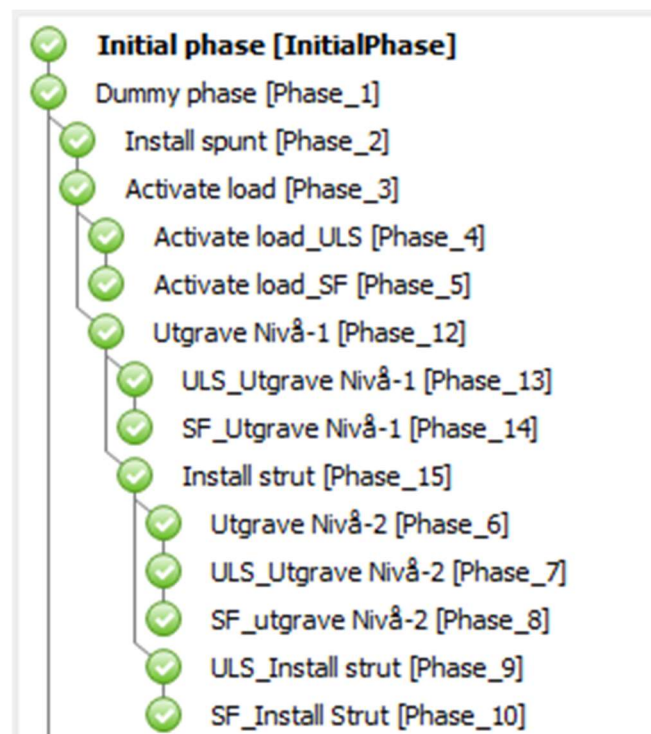 Initial phase [InitialPhase]
Dummy phase [Phase_1]
Install spunt [Phase_2]
Activate load [Phase_3]
Activate load_ULS [Phase_4]
Activate load_SF [Phase_5]
Utgrave Nivå-1 [Phase_12]
ULS_Utgrave Nivå-1 [Phase_13]
SF_Utgrave Nivå-1 [Phase_14]
Install strut [Phase_15]
Utgrave Nivå-2 [Phase_6]
ULS_Utgrave Nivå-2 [Phase_7]
SF_utgrave Nivå-2 [Phase_8]
ULS_Install strut [Phase_9]
SF_Install Strut [Phase_10]